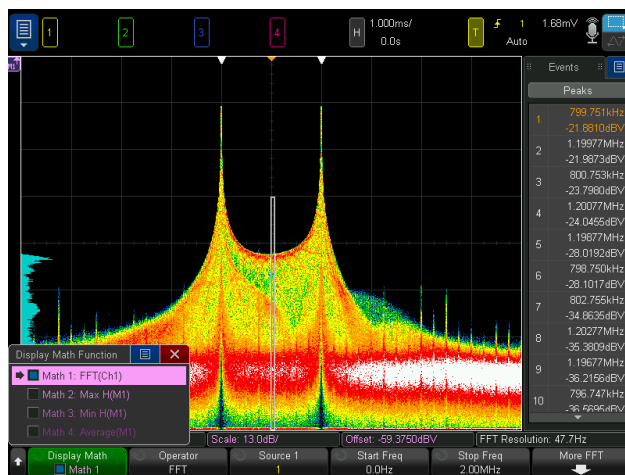 1
2
3
4
H
1.000ms/
0.0s
T
1
Auto
1.68mV
M1
Events
Peaks
1
799.751kHz
-21.8810dBV
2
1.19977MHz
-21.9873dBV
3
800.753kHz
-23.7980dBV
4
1.20077MHz
-24.0455dBV
5
1.19877MHz
-28.0192dBV
6
798.750kHz
-28.1017dBV
7
802.755kHz
-34.8635dBV
8
1.20277MHz
-35.3809dBV
9
1.19677MHz
-36.2156dBV
10
796.747kHz
-36.5695dBV
Display Math Function
Math 1: FFT(Ch1)
Math 2: Max H(M1)
Math 3: Min H(M1)
Math 4: Average(M1)
Scale: 13.0dB/
Offset: -59.3750dBV
FFT Resolution: 47.7Hz
Display Math
Math 1
Operator
FFT
Source 1
1
Start Freq
0.0Hz
Stop Freq
2.00MHz
More FFT